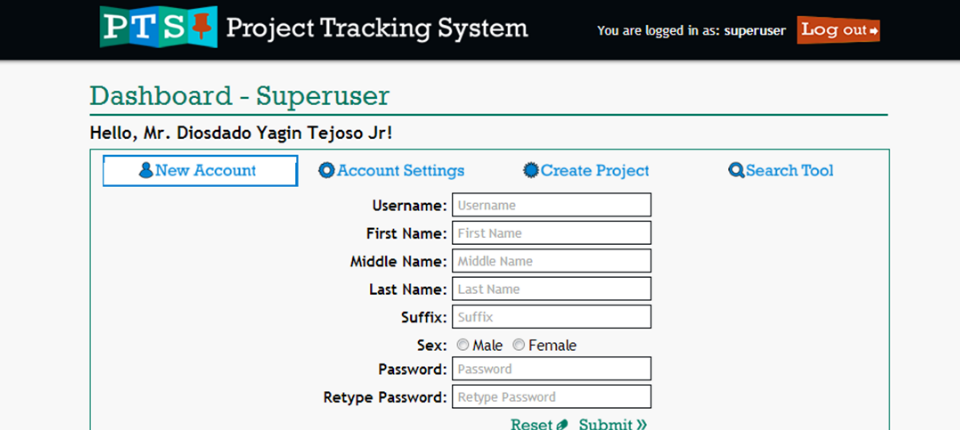 PTS Project Tracking System
You are logged in as: superuser Log out
Dashboard - Superuser
Hello, Mr. Diosdado Yagin Tejoso Jr!
New Account Account Settings Create Project Search Tool
Username: Username
First Name: First Name
Middle Name: Middle Name
Last Name: Last Name
Suffix: Suffix
Sex: Male Female
Password: Password
Retype Password: Retype Password
Reset Submit »